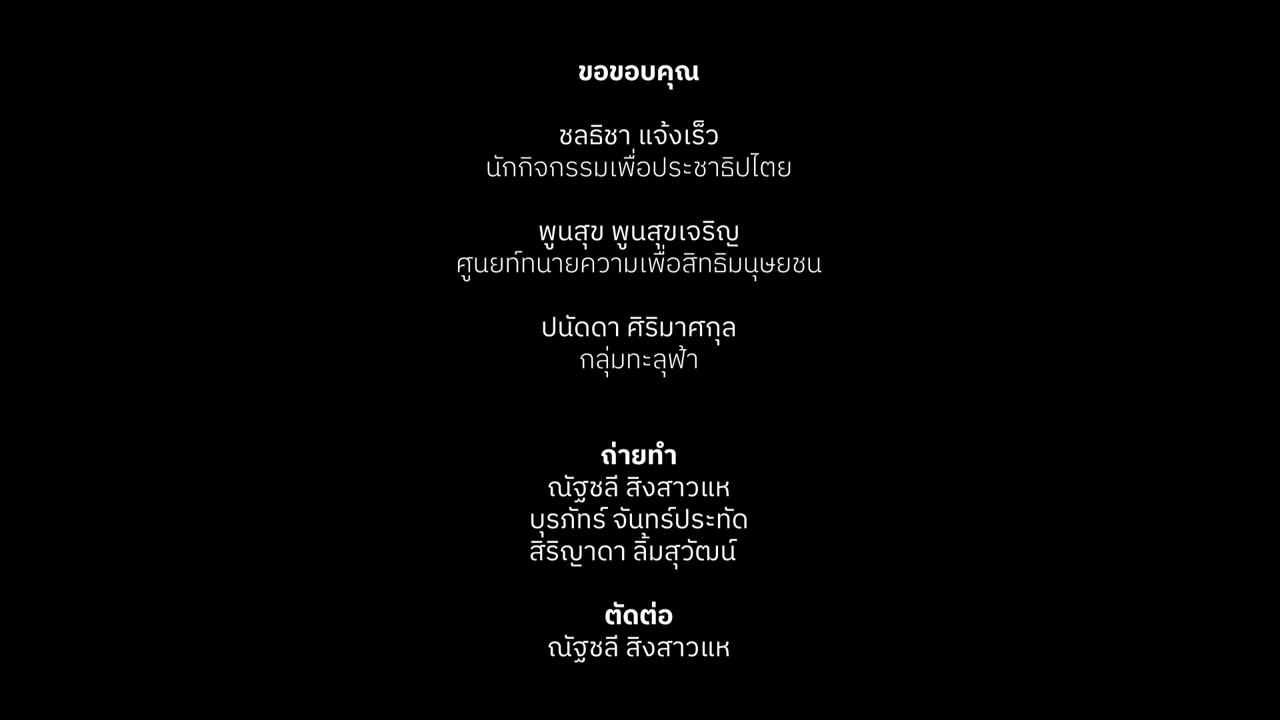 ขอขอบคุณ
ชลธิชา แจ้งเร็ว
นักกิจกรรมเพื่อประชาธิปไตย
พูนสุข พูนสุขเจริญ
ศูนยท์ทนายความเพื่อสิทธิมนุษยชน
ปนัดดา ศิริมาศกุล
กลุ่มทะลุฟ้า
ถ่ายทำ
ณัฐชลี สิงสาวแห
บุรภัทร์ จันทร์ประทัด
สิริญาดา ลิ้มสุวัฒน์
ตัดต่อ
ณัฐชลี สิงสาวแห